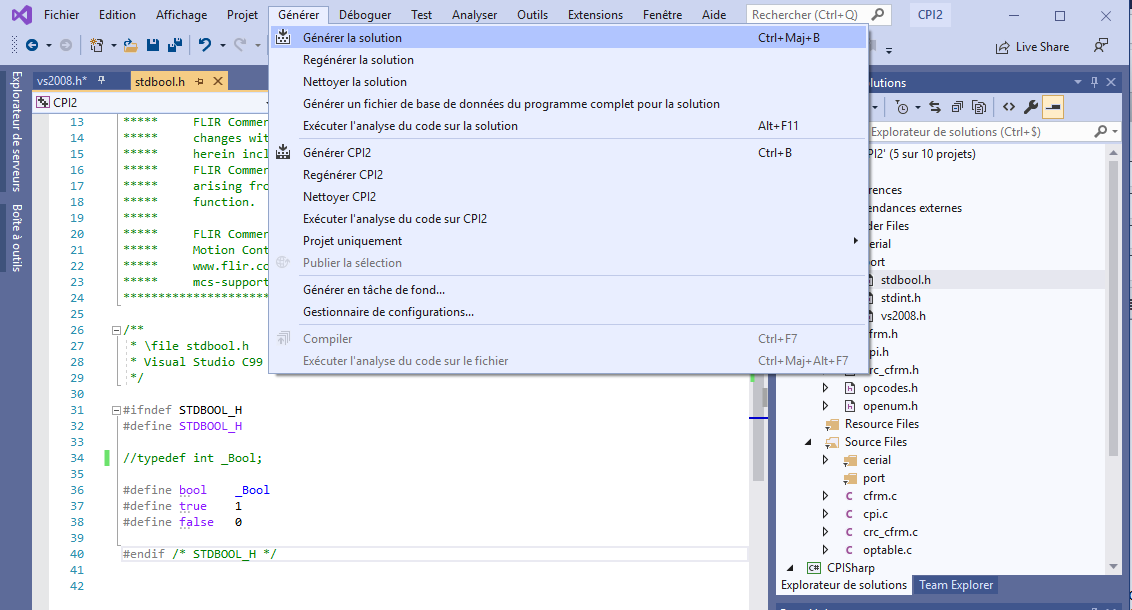 Fichier Edition Affichage Projet Générer Déboguer Test Analyser Outils Extensions Fenêtre Aide Rechercher (Ctrl+Q) CPI2
Live Share
Explorateur de serveurs
Boîte à outils
vs2008.h* stdbool.h
CPI2
13 ***** FLIR Commer
14 ***** changes wit
15 ***** herein incl
16 ***** FLIR Commer
17 ***** arising fro
18 ***** function.
19 *****
20 ***** FLIR Commer
21 ***** Motion Cont
22 ***** www.flir.co
23 ***** mcs-support
24 *********************
25
26 /**
27 * \file stdbool.h
28 * Visual Studio C99
29 */
30
31 #ifndef STDBOOL_H
32 #define STDBOOL_H
33
34 //typedef int _Bool;
35
36 #define bool _Bool
37 #define true 1
38 #define false 0
39
40 #endif /* STDBOOL_H */
41
42
Générer la solution Ctrl+Maj+B
Regénérer la solution
Nettoyer la solution
Générer un fichier de base de données du programme complet pour la solution
Exécuter l'analyse du code sur la solution Alt+F11
Générer CPI2 Ctrl+B
Regénérer CPI2
Nettoyer CPI2
Exécuter l'analyse du code sur CPI2
Projet uniquement
Publier la sélection
Générer en tâche de fond...
Gestionnaire de configurations...
Compiler Ctrl+F7
Exécuter l'analyse du code sur le fichier Ctrl+Maj+Alt+F7
lutions
Explorateur de solutions (Ctrl+$)
PI2' (5 sur 10 projets)
rences
endances externes
der Files
erial
ort
stdbool.h
stdint.h
vs2008.h
frm.h
pi.h
rc_cfrm.h
opcodes.h
openum.h
Resource Files
Source Files
cerial
port
cfrm.c
cpi.c
crc_cfrm.c
optable.c
C# CPISharp
Explorateur de solutions Team Explorer